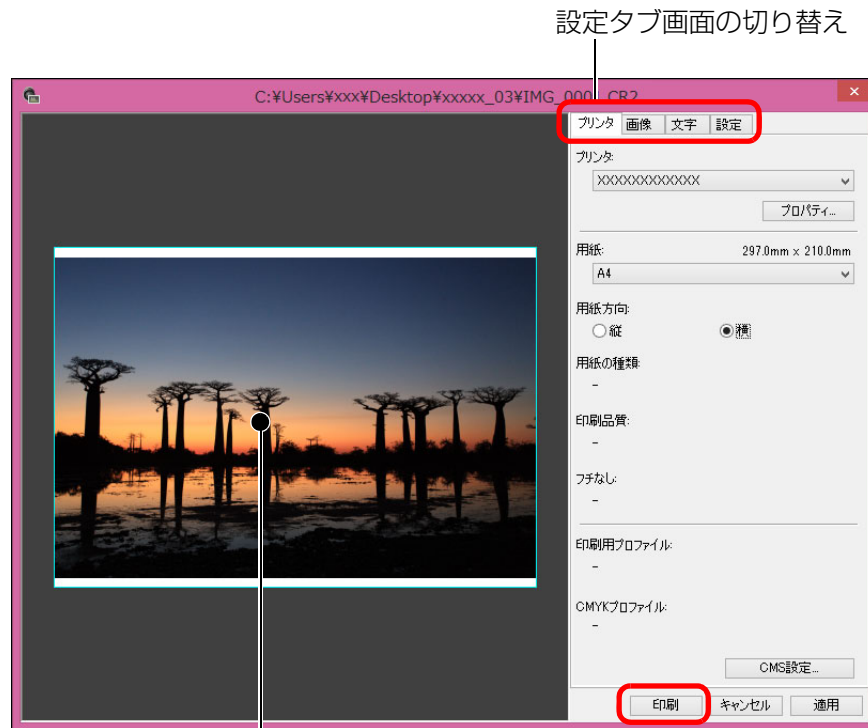 設定タブ画面の切り替え
C:¥Users¥xxx¥Desktop¥xxxxx_03¥IMG_000 .CR2
プリンタ 画像 文字 設定
プリンタ:
XXXXXXXXXXXXX
プロパティ...
用紙: 297.0mm x 210.0mm
A4
用紙方向:
縦 横
用紙の種類:
-
印刷品質:
-
フチなし:
-
印刷用プロファイル:
-
CMYKプロファイル:
-
CMS設定...
印刷 キャンセル 適用